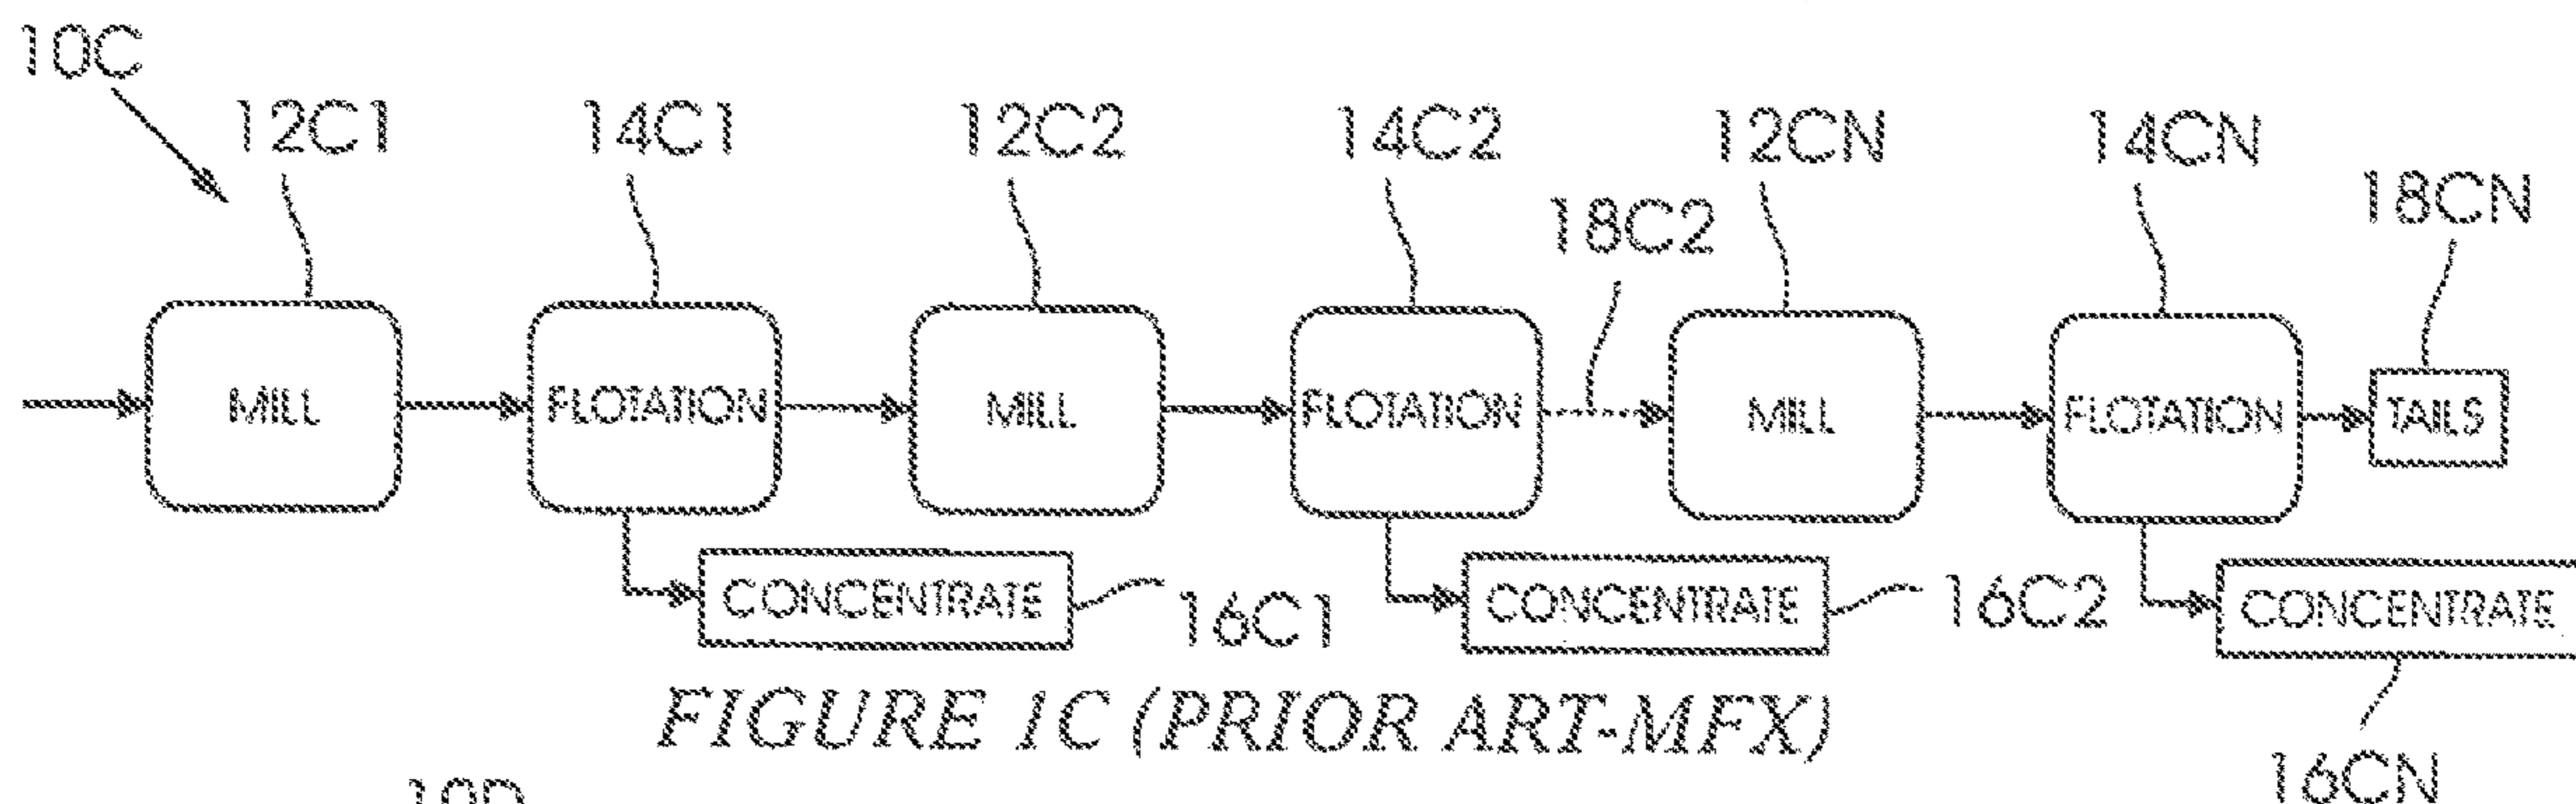 10C
12C1
14C1
12C2
14C2
18C2
12CN
14CN
18CN
MILL
FLOTATION
MILL
FLOTATION
MILL
FLOTATION
TAILS
CONCENTRATE
16C1
CONCENTRATE
16C2
CONCENTRATE
FIGURE 1C (PRIOR ART-MFX)
16CN
10D